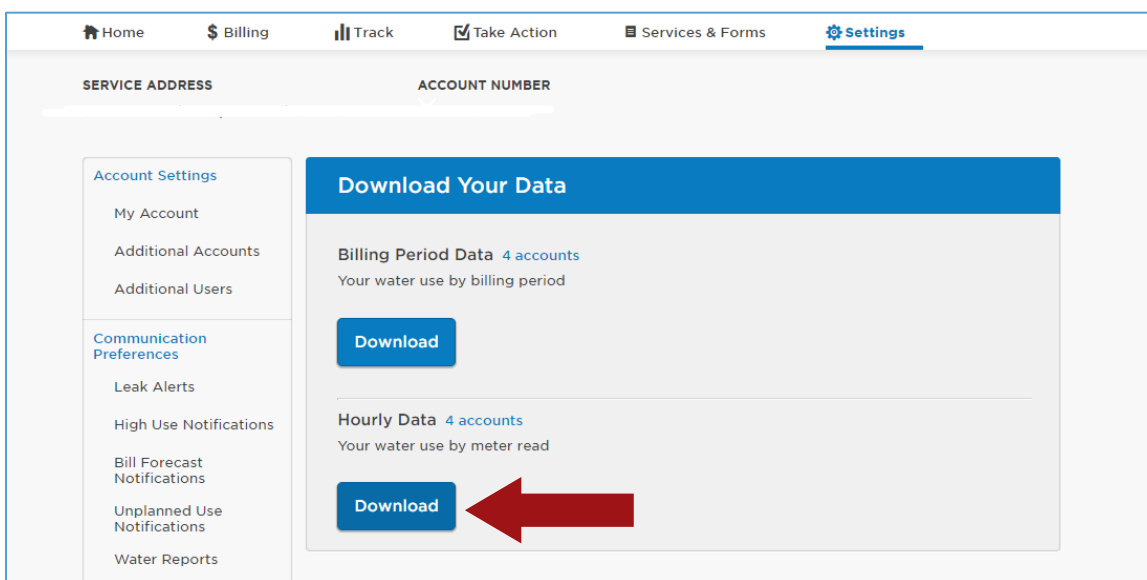 Home $ Billing Track Take Action Services & Forms Settings
SERVICE ADDRESS ACCOUNT NUMBER
Account Settings
My Account
Additional Accounts
Additional Users
Communication
Preferences
Leak Alerts
High Use Notifications
Bill Forecast
Notifications
Unplanned Use
Notifications
Water Reports
Download Your Data
Billing Period Data 4 accounts
Your water use by billing period
Download
Hourly Data 4 accounts
Your water use by meter read
Download